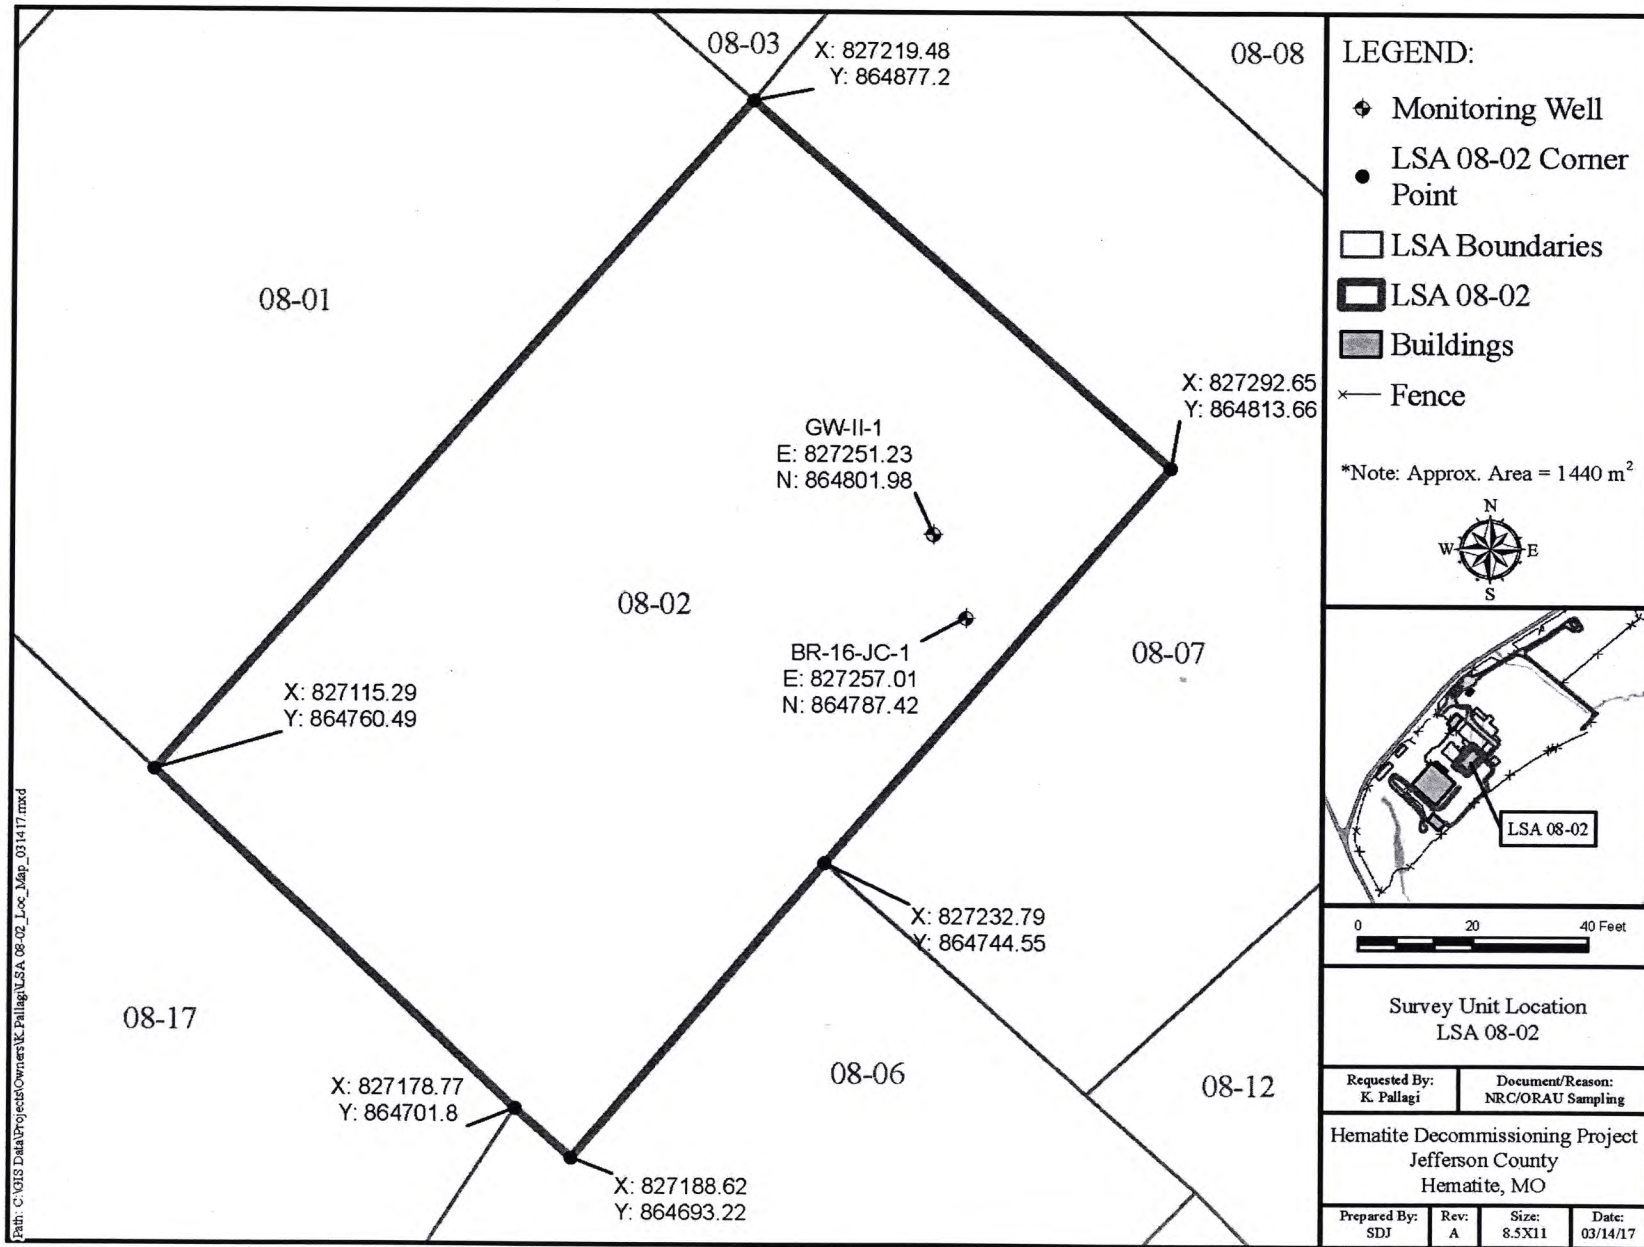 08-03
X: 827219.48
Y: 864877.2
08-08
08-01
X: 827292.65
Y: 864813.66
GW-II-1
E: 827251.23
N: 864801.98
08-02
BR-16-JC-1
E: 827257.01
N: 864787.42
08-07
X: 827115.29
Y: 864760.49
X: 827232.79
Y: 864744.55
08-17
08-06
08-12
X: 827178.77
Y: 864701.8
X: 827188.62
Y: 864693.22
Path: C:\GIS Data\Projects\Owners\K.Pallagi\LSA 08-02_Loc_Map_031417.mxd
LEGEND:
Monitoring Well
LSA 08-02 Corner
Point
LSA Boundaries
LSA 08-02
Buildings
Fence
*Note: Approx. Area = 1440 m²
N
W E
S
LSA 08-02
0 20 40 Feet
Survey Unit Location
LSA 08-02
Requested By:
K. Pallagi
Document/Reason:
NRC/ORAU Sampling
Hematite Decommissioning Project
Jefferson County
Hematite, MO
Prepared By:
SDJ
Rev:
A
Size:
8.5X11
Date:
03/14/17